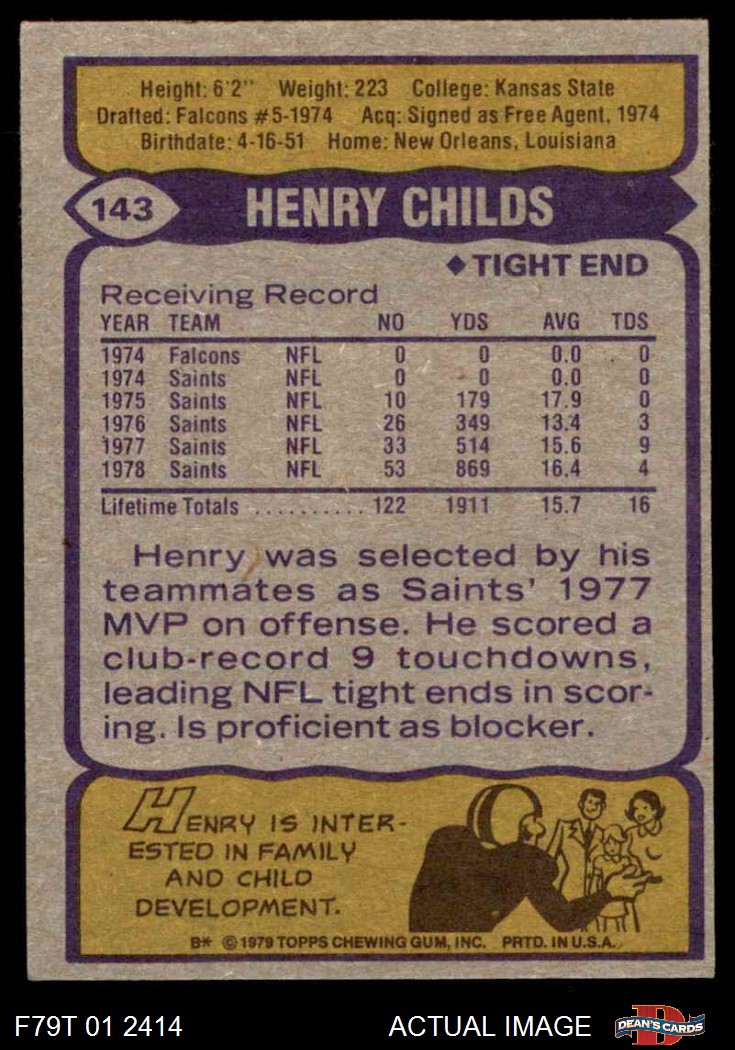 Height: 6'2" Weight: 223 College: Kansas State
Drafted: Falcons #5-1974 Acq: Signed as Free Agent, 1974
Birthdate: 4-16-51 Home: New Orleans, Louisiana
143 HENRY CHILDS
◆TIGHT END
Receiving Record
YEAR TEAM NO YDS AVG TDS
1974 Falcons NFL 0 0 0.0 0
1974 Saints NFL 0 0 0.0 0
1975 Saints NFL 10 179 17.9 0
1976 Saints NFL 26 349 13.4 3
1977 Saints NFL 33 514 15.6 9
1978 Saints NFL 53 869 16.4 4
Lifetime Totals .......... 122 1911 15.7 16
Henry was selected by his
teammates as Saints' 1977
MVP on offense. He scored a
club-record 9 touchdowns,
leading NFL tight ends in scor-
ing. Is proficient as blocker.
HENRY IS INTER-
ESTED IN FAMILY
AND CHILD
DEVELOPMENT.
B* © 1979 TOPPS CHEWING GUM, INC. PRTD. IN U.S.A.
F79T 01 2414 ACTUAL IMAGE D DEAN'S CARDS